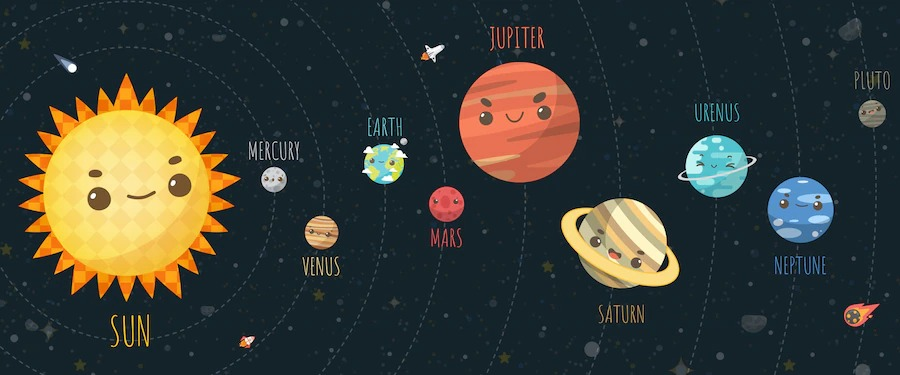 SUN
MERCURY
VENUS
EARTH
MARS
JUPITER
SATURN
URENUS
NEPTUNE
PLUTO